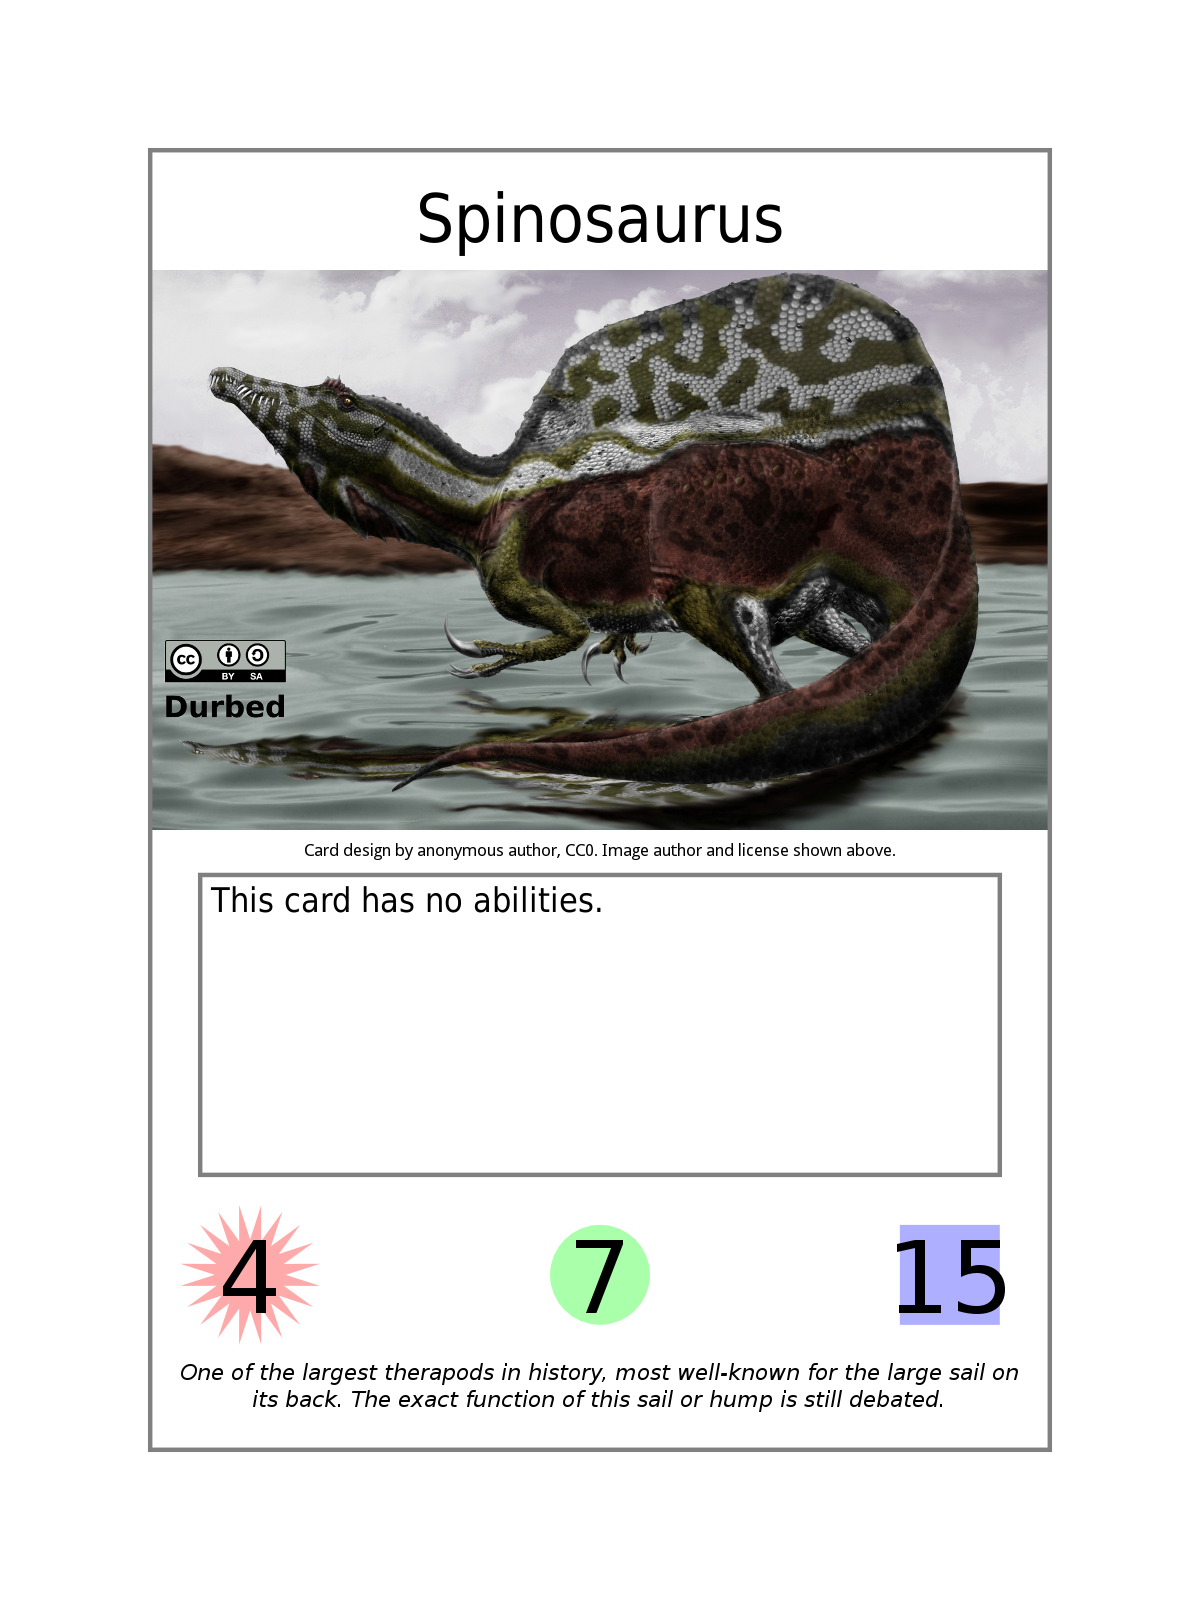 Spinosaurus
cc BY SA
Durbed
Card design by anonymous author, CC0. Image author and license shown above.
This card has no abilities.
4 7 15
One of the largest therapods in history, most well-known for the large sail on
its back. The exact function of this sail or hump is still debated.